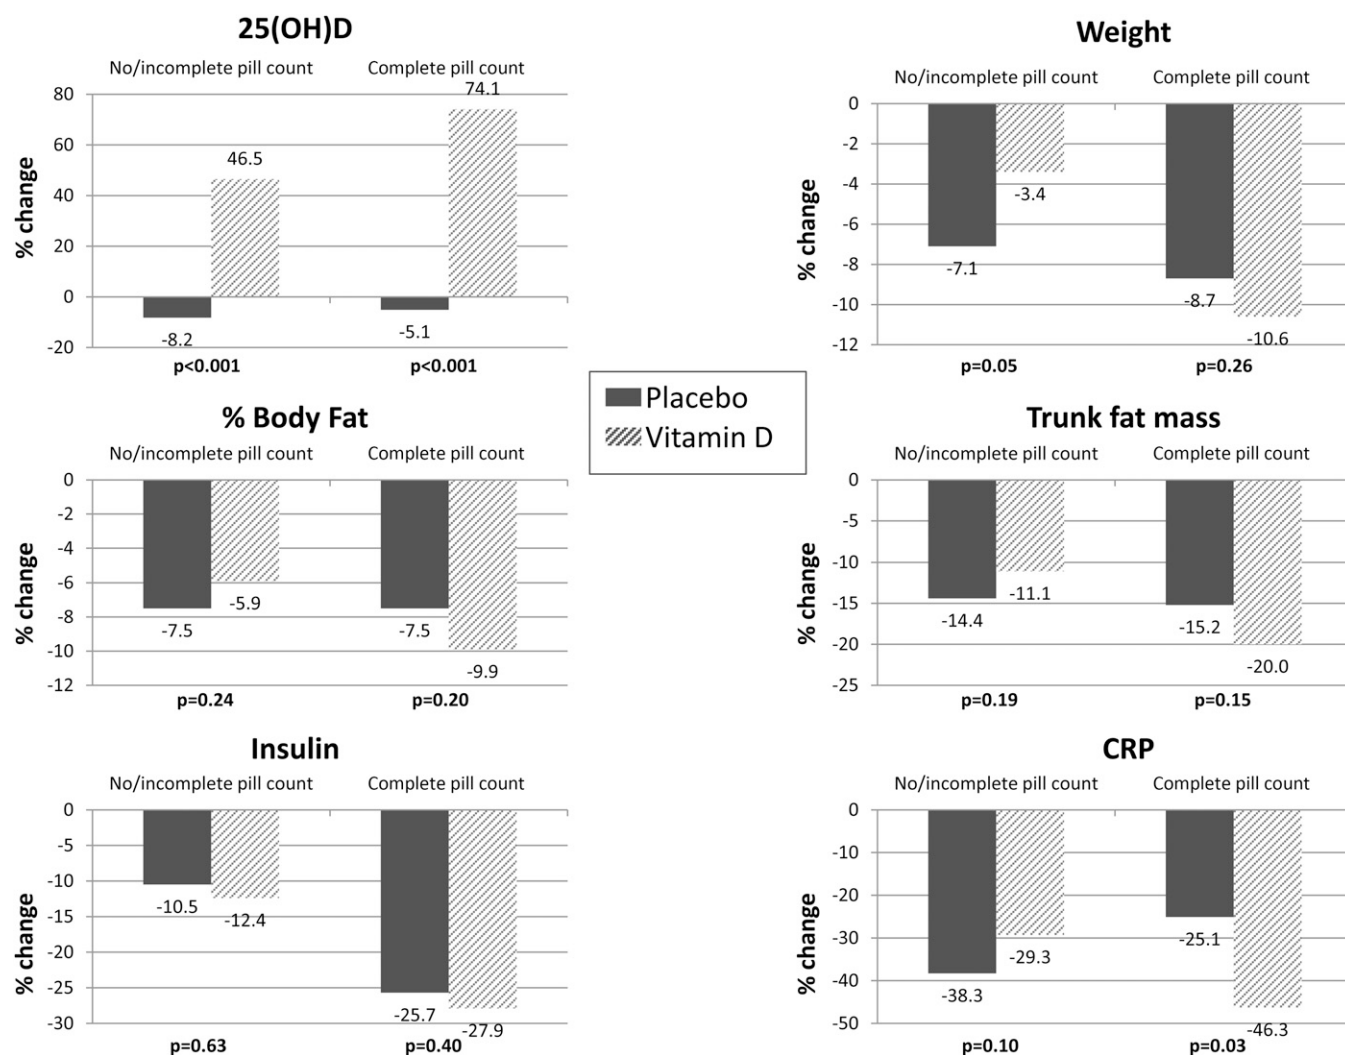 25(OH)D
No/incomplete pill count Complete pill count
% change
80
60
40
20
0
-20
46.5
74.1
-8.2
-5.1
p<0.001 p<0.001
Weight
No/incomplete pill count Complete pill count
% change
0
-2
-4
-6
-8
-10
-12
-3.4
-7.1
-8.7
-10.6
p=0.05 p=0.26
Placebo
Vitamin D
% Body Fat
No/incomplete pill count Complete pill count
% change
0
-2
-4
-6
-8
-10
-12
-5.9
-7.5
-7.5
-9.9
p=0.24 p=0.20
Trunk fat mass
No/incomplete pill count Complete pill count
% change
0
-5
-10
-15
-20
-25
-11.1
-14.4
-15.2
-20.0
p=0.19 p=0.15
Insulin
No/incomplete pill count Complete pill count
% change
0
-5
-10
-15
-20
-25
-30
-10.5
-12.4
-25.7
-27.9
p=0.63 p=0.40
CRP
No/incomplete pill count Complete pill count
% change
0
-10
-20
-30
-40
-50
-38.3
-29.3
-25.1
-46.3
p=0.10 p=0.03